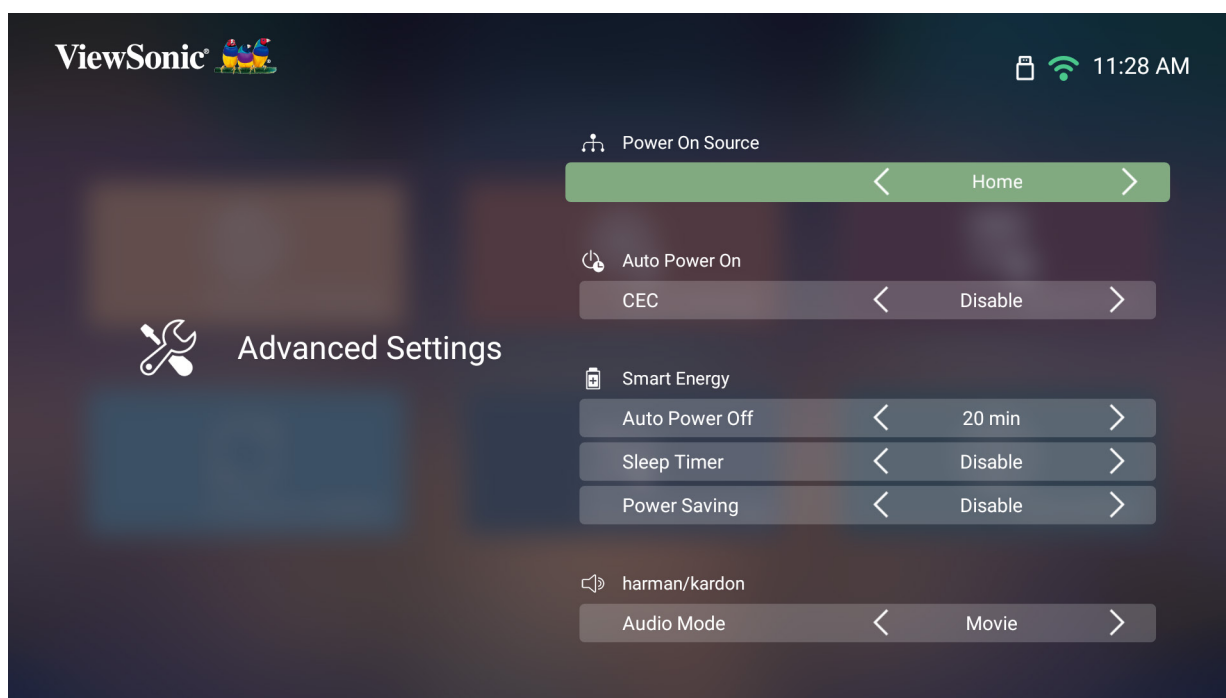 ViewSonic®
11:28 AM
Power On Source
Home
Auto Power On
CEC Disable
Advanced Settings
Smart Energy
Auto Power Off 20 min
Sleep Timer Disable
Power Saving Disable
harman/kardon
Audio Mode Movie